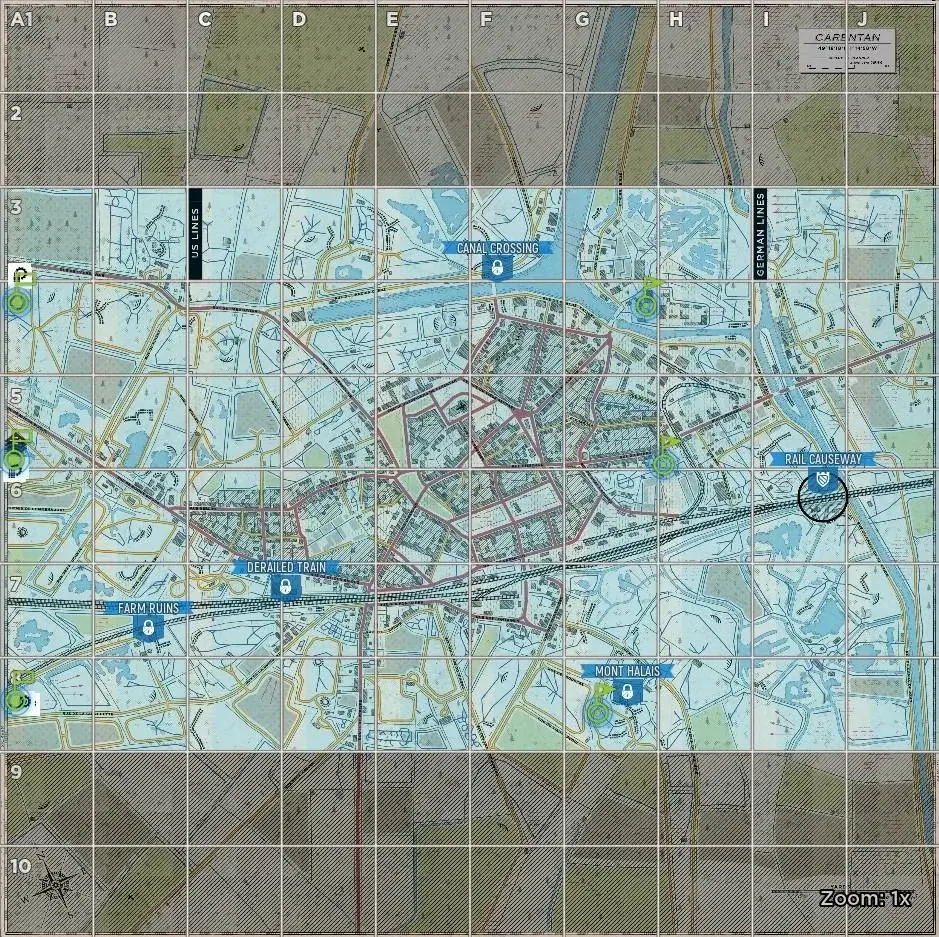 A1
B
C
D
E
F
G
H
I
J
CARENTAN
2
3
US LINES
GERMAN LINES
CANAL CROSSING
5
RAIL CAUSEWAY
6
7
DERAILED TRAIN
FARM RUINS
MONT HALAIS
9
10
Zoom: 1x